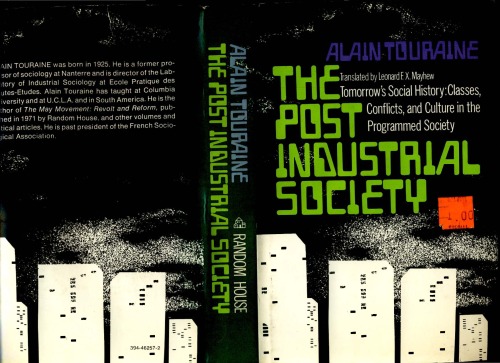 AIN TOURAINE was born in 1925. He is a former pro-
sor of sociology at Nanterre and is director of the Lab-
tory of Industrial Sociology at Ecole Pratique des
utes-Etudes. Alain Touraine has taught at Columbia
iversity and at U.C.L.A. and in South America. He is the
hor of The May Movement: Revolt and Reform, pub-
hed in 1971 by Random House, and other volumes and
tical articles. He is past president of the French Socio-
ical Association.
394-46257-2
ALAIN TOURAINE
THE POST INDUSTRIAL SOCIETY
RANDOM HOUSE
ALAIN TOURAINE
THE
POST
INDUSTRIAL
SOCIETY
Translated by Leonard F.X. Mayhew
Tomorrow's Social History: Classes,
Conflicts, and Culture in the
Programmed Society
1.00